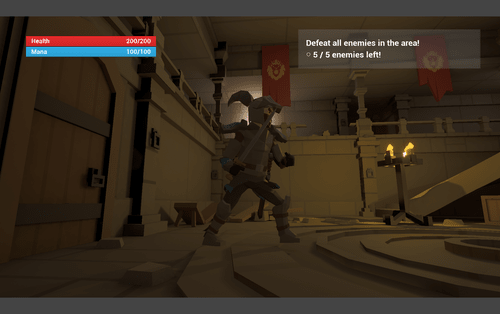 Health 200/200
Mana 100/100
Defeat all enemies in the area!
5 / 5 enemies left!